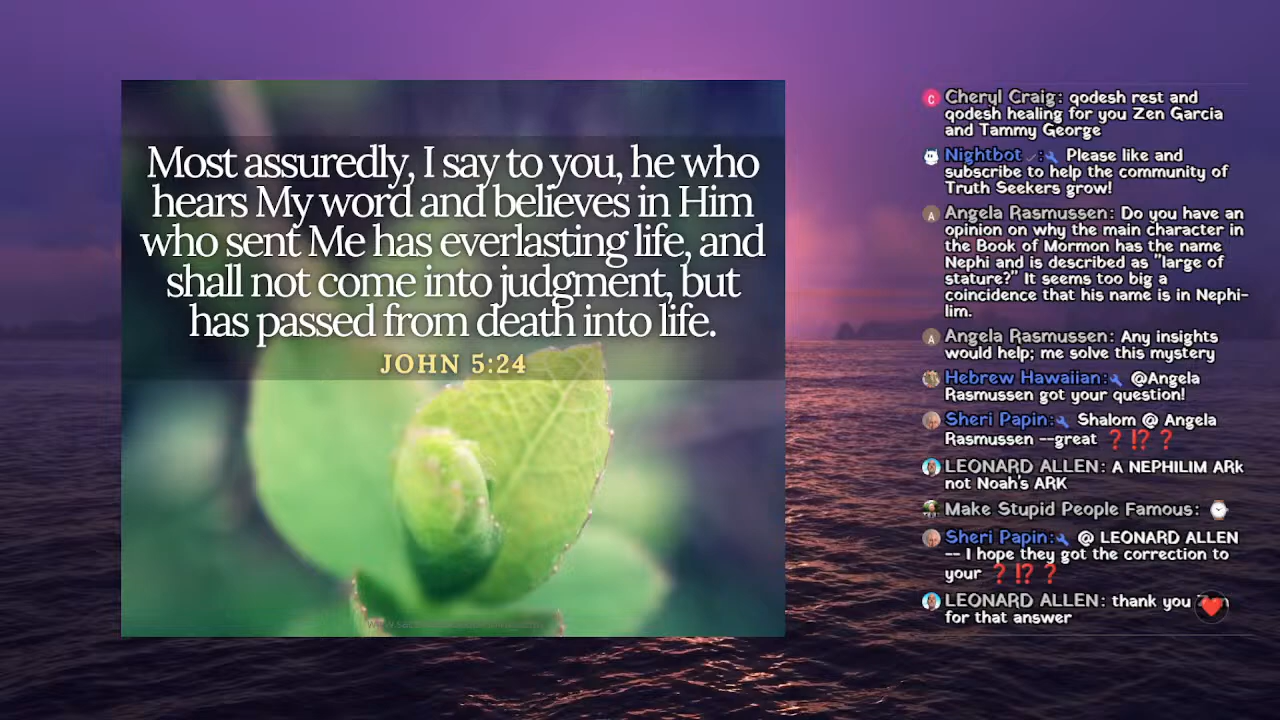 Most assuredly, I say to you, he who
hears My word and believes in Him
who sent Me has everlasting life, and
shall not come into judgment, but
has passed from death into life.
JOHN 5:24
Cheryl Craig: qodesh rest and
qodesh healing for you Zen Garcia
and Tammy George
Nightbot : Please like and
subscribe to help the community of
Truth Seekers grow!
Angela Rasmussen: Do you have an
opinion on why the main character in
the Book of Mormon has the name
Nephi and is described as "large of
stature?" It seems too big a
coincidence that his name is in Nephi-
lim.
Angela Rasmussen: Any insights
would help; me solve this mystery
Hebrew Hawaiian: @Angela
Rasmussen got your question!
Sheri Papin: Shalom @ Angela
Rasmussen --great ❓⁉️❓
LEONARD ALLEN: A NEPHILIM ARk
not Noah's ARK
Make Stupid People Famous: ⌚
Sheri Papin: @ LEONARD ALLEN
-- I hope they got the correction to
your ❓⁉️❓
LEONARD ALLEN: thank you
for that answer